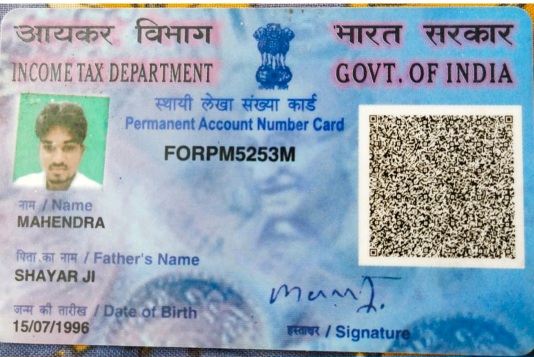 आयकर विभाग
INCOME TAX DEPARTMENT
भारत सरकार
GOVT. OF INDIA
स्थायी लेखा संख्या कार्ड
Permanent Account Number Card
FORPM5253M
नाम / Name
MAHENDRA
पिता का नाम / Father's Name
SHAYAR JI
जन्म की तारीख / Date of Birth
15/07/1996
हस्ताक्षर / Signature